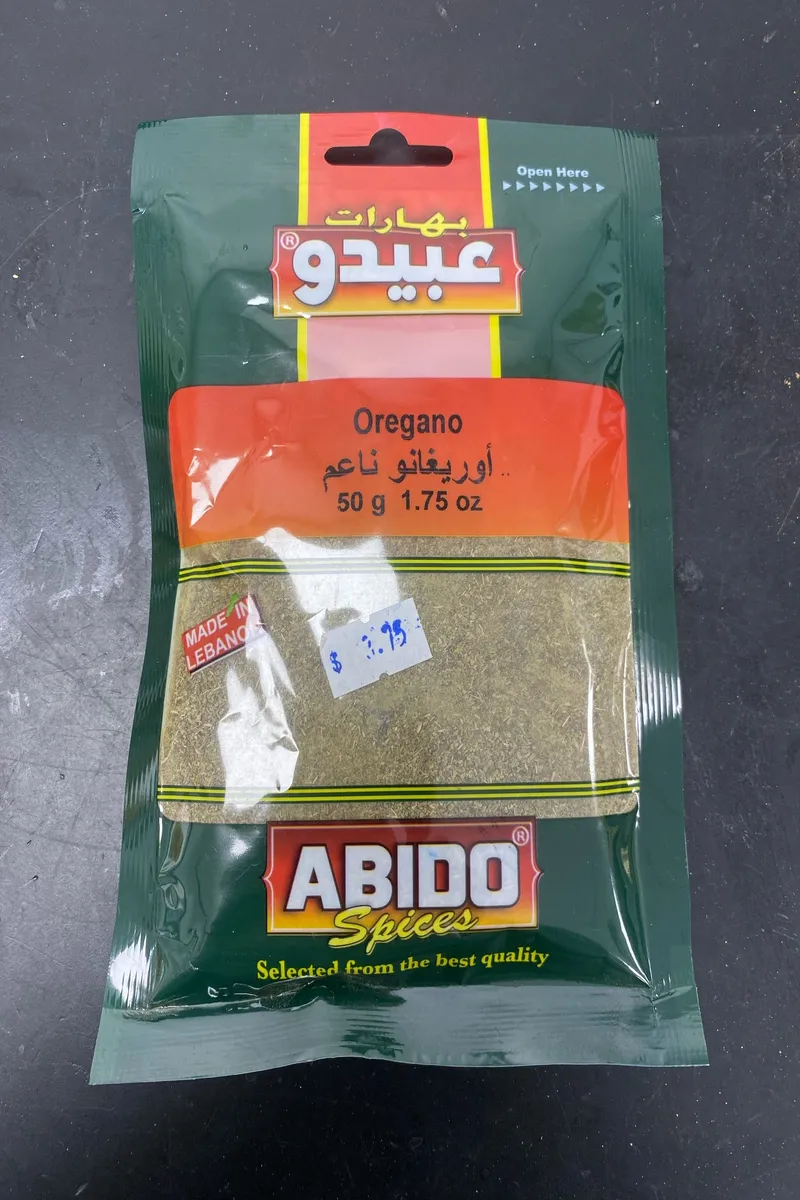 Open Here
بهارات
عبيدو ®
Oregano
أوريغانو ناعم ..
50 g 1.75 oz
MADE IN
LEBANON
$
ABIDO ®
Spices
Selected from the best quality